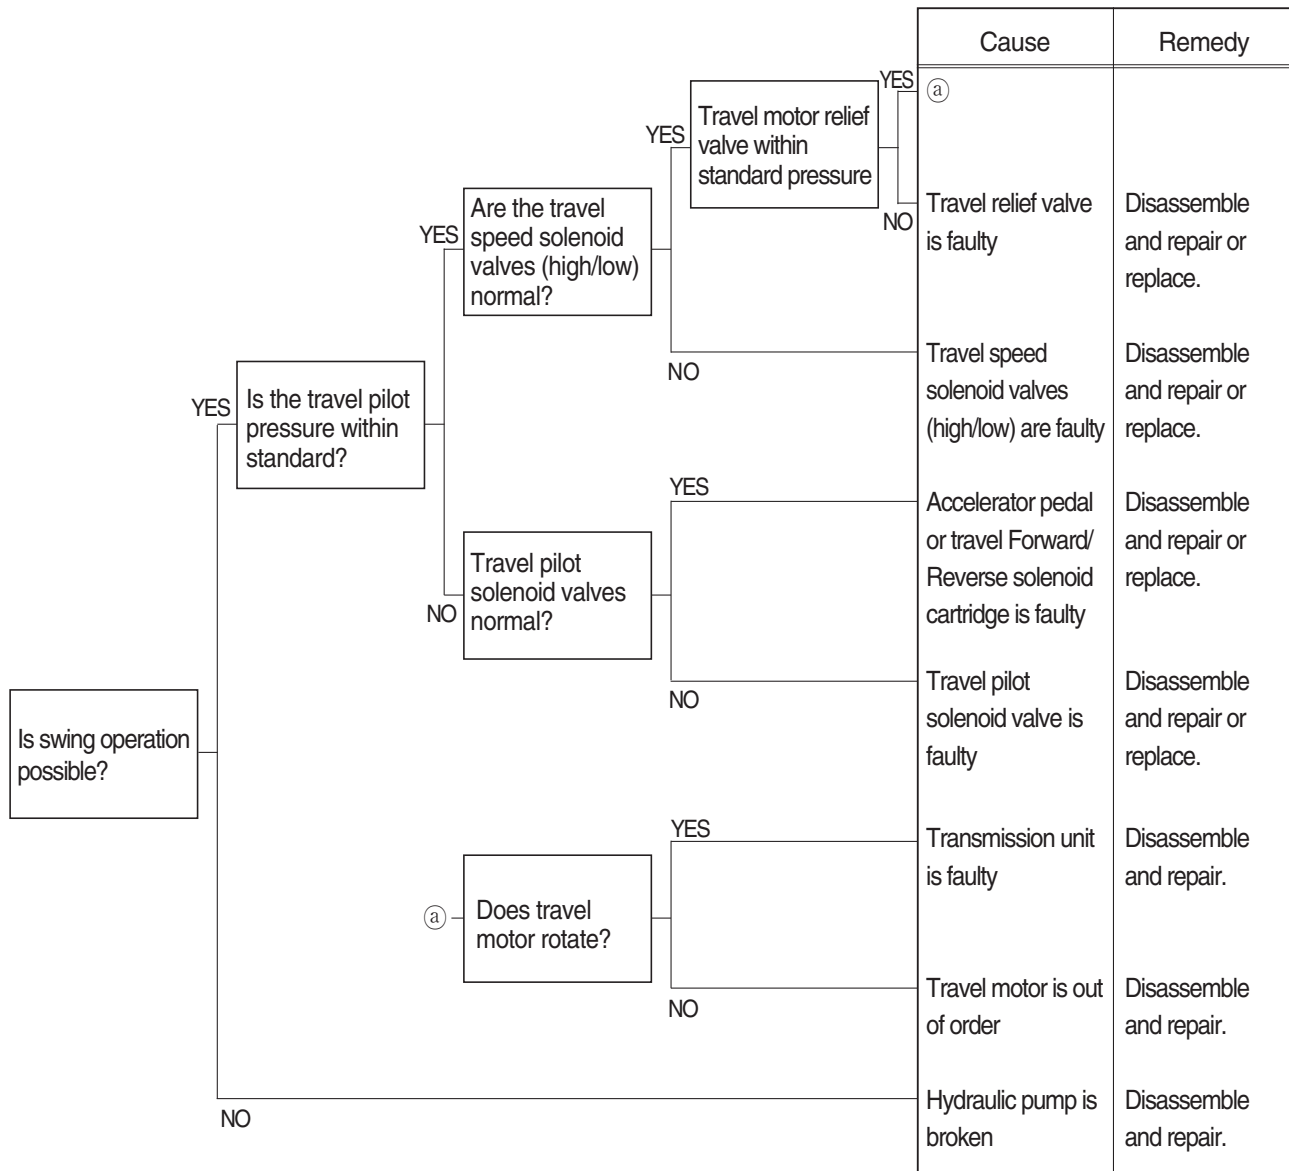 Cause
Remedy
YES
ⓐ
Travel motor relief
valve within
standard pressure
YES
NO
Travel relief valve
is faulty
Disassemble
and repair or
replace.
Are the travel
speed solenoid
valves (high/low)
normal?
YES
NO
Travel speed
solenoid valves
(high/low) are faulty
Disassemble
and repair or
replace.
YES
Is the travel pilot
pressure within
standard?
YES
Accelerator pedal
or travel Forward/
Reverse solenoid
cartridge is faulty
Disassemble
and repair or
replace.
NO
Travel pilot
solenoid valves
normal?
NO
Travel pilot
solenoid valve is
faulty
Disassemble
and repair or
replace.
Is swing operation
possible?
YES
Transmission unit
is faulty
Disassemble
and repair.
ⓐ
Does travel
motor rotate?
NO
Travel motor is out
of order
Disassemble
and repair.
NO
Hydraulic pump is
broken
Disassemble
and repair.